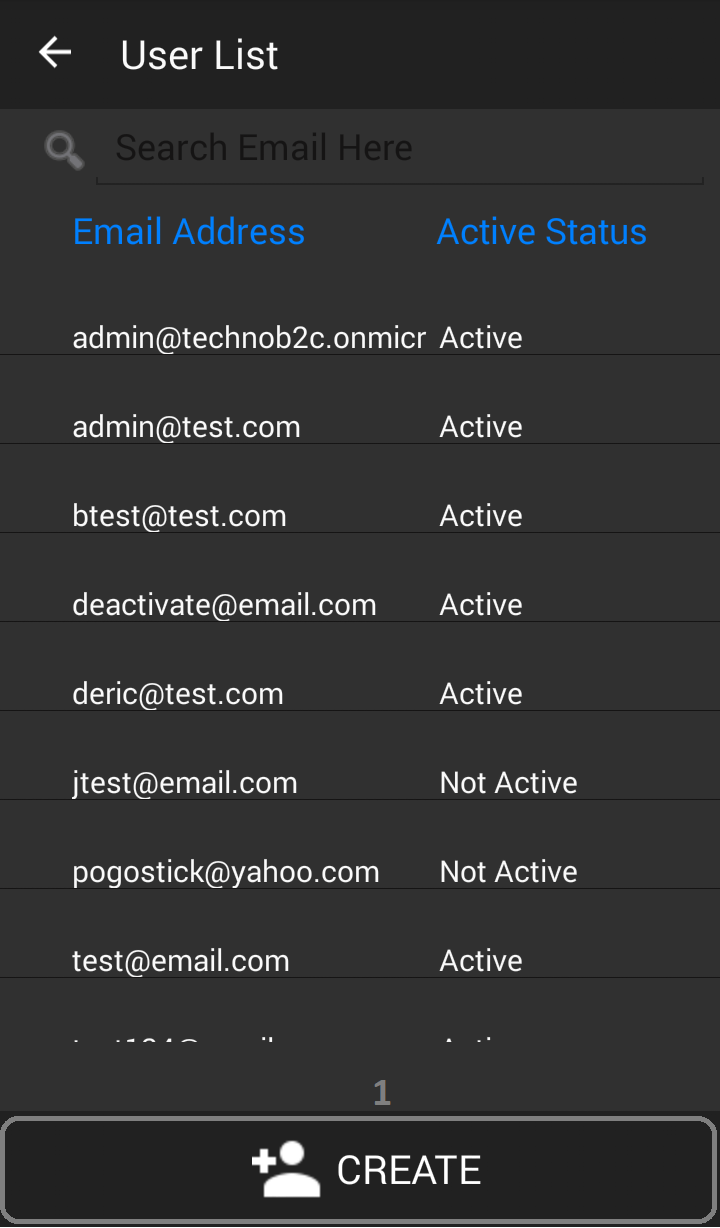 User List
Search Email Here
Email Address Active Status
admin@technob2c.onmicr Active
admin@test.com Active
btest@test.com Active
deactivate@email.com Active
deric@test.com Active
jtest@email.com Not Active
pogostick@yahoo.com Not Active
test@email.com Active
1
CREATE